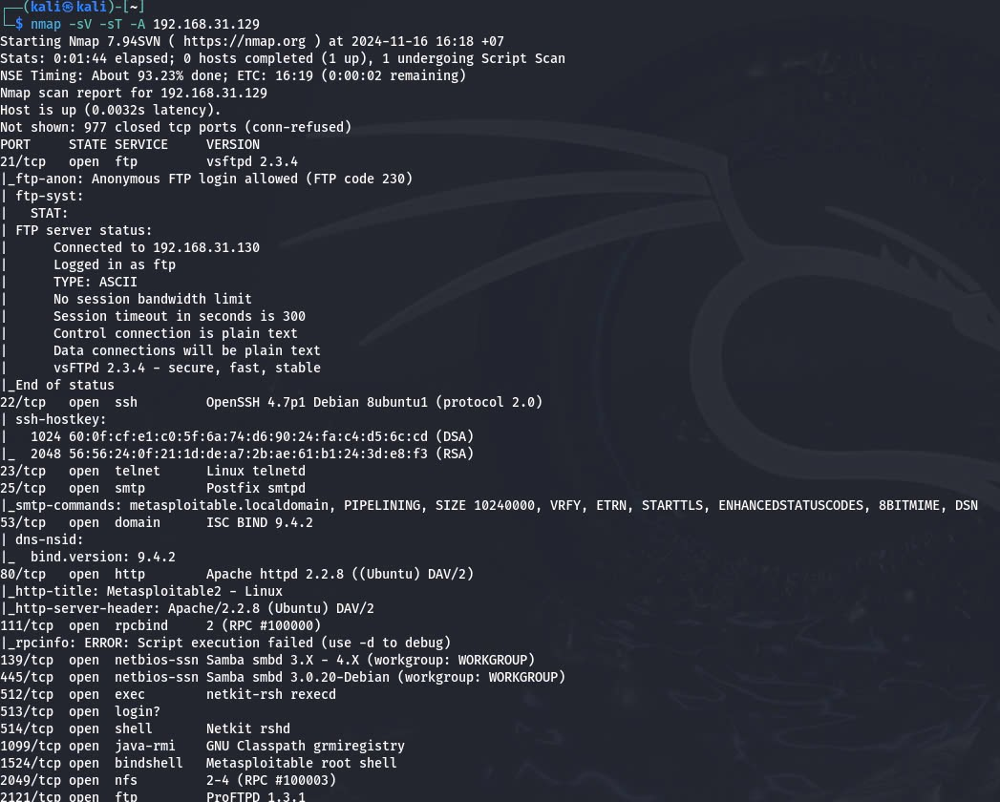 ┌──(kali㉿kali)-[~]
└─$ nmap -sV -sT -A 192.168.31.129
Starting Nmap 7.94SVN ( https://nmap.org ) at 2024-11-16 16:18 +07
Stats: 0:01:44 elapsed; 0 hosts completed (1 up), 1 undergoing Script Scan
NSE Timing: About 93.23% done; ETC: 16:19 (0:00:02 remaining)
Nmap scan report for 192.168.31.129
Host is up (0.0032s latency).
Not shown: 977 closed tcp ports (conn-refused)
PORT     STATE SERVICE     VERSION
21/tcp   open  ftp         vsftpd 2.3.4
|_ftp-anon: Anonymous FTP login allowed (FTP code 230)
| ftp-syst:
|   STAT:
| FTP server status:
|      Connected to 192.168.31.130
|      Logged in as ftp
|      TYPE: ASCII
|      No session bandwidth limit
|      Session timeout in seconds is 300
|      Control connection is plain text
|      Data connections will be plain text
|      vsFTPd 2.3.4 - secure, fast, stable
|_End of status
22/tcp   open  ssh         OpenSSH 4.7p1 Debian 8ubuntu1 (protocol 2.0)
| ssh-hostkey:
|   1024 60:0f:cf:e1:c0:5f:6a:74:d6:90:24:fa:c4:d5:6c:cd (DSA)
|_  2048 56:56:24:0f:21:1d:de:a7:2b:ae:61:b1:24:3d:e8:f3 (RSA)
23/tcp   open  telnet      Linux telnetd
25/tcp   open  smtp        Postfix smtpd
|_smtp-commands: metasploitable.localdomain, PIPELINING, SIZE 10240000, VRFY, ETRN, STARTTLS, ENHANCEDSTATUSCODES, 8BITMIME, DSN
53/tcp   open  domain      ISC BIND 9.4.2
| dns-nsid:
|_  bind.version: 9.4.2
80/tcp   open  http        Apache httpd 2.2.8 ((Ubuntu) DAV/2)
|_http-title: Metasploitable2 - Linux
|_http-server-header: Apache/2.2.8 (Ubuntu) DAV/2
111/tcp  open  rpcbind     2 (RPC #100000)
|_rpcinfo: ERROR: Script execution failed (use -d to debug)
139/tcp  open  netbios-ssn Samba smbd 3.X - 4.X (workgroup: WORKGROUP)
445/tcp  open  netbios-ssn Samba smbd 3.0.20-Debian (workgroup: WORKGROUP)
512/tcp  open  exec        netkit-rsh rexecd
513/tcp  open  login?
514/tcp  open  shell       Netkit rshd
1099/tcp open  java-rmi    GNU Classpath grmiregistry
1524/tcp open  bindshell   Metasploitable root shell
2049/tcp open  nfs         2-4 (RPC #100003)
2121/tcp open  ftp         ProFTPD 1.3.1